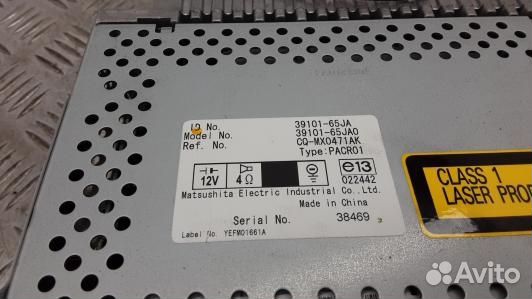 ID No. 39101-65JA
Model No. 39101-65JA0
Ref. No. CQ-MX0471AK
Type:PACR01
12V 4Ω e13
022442
Matsushita Electric Industrial Co.,Ltd.
Made in China
Serial No. 38469
Label No. YEFM01661A
CLASS 1
LASER PRO
Avito